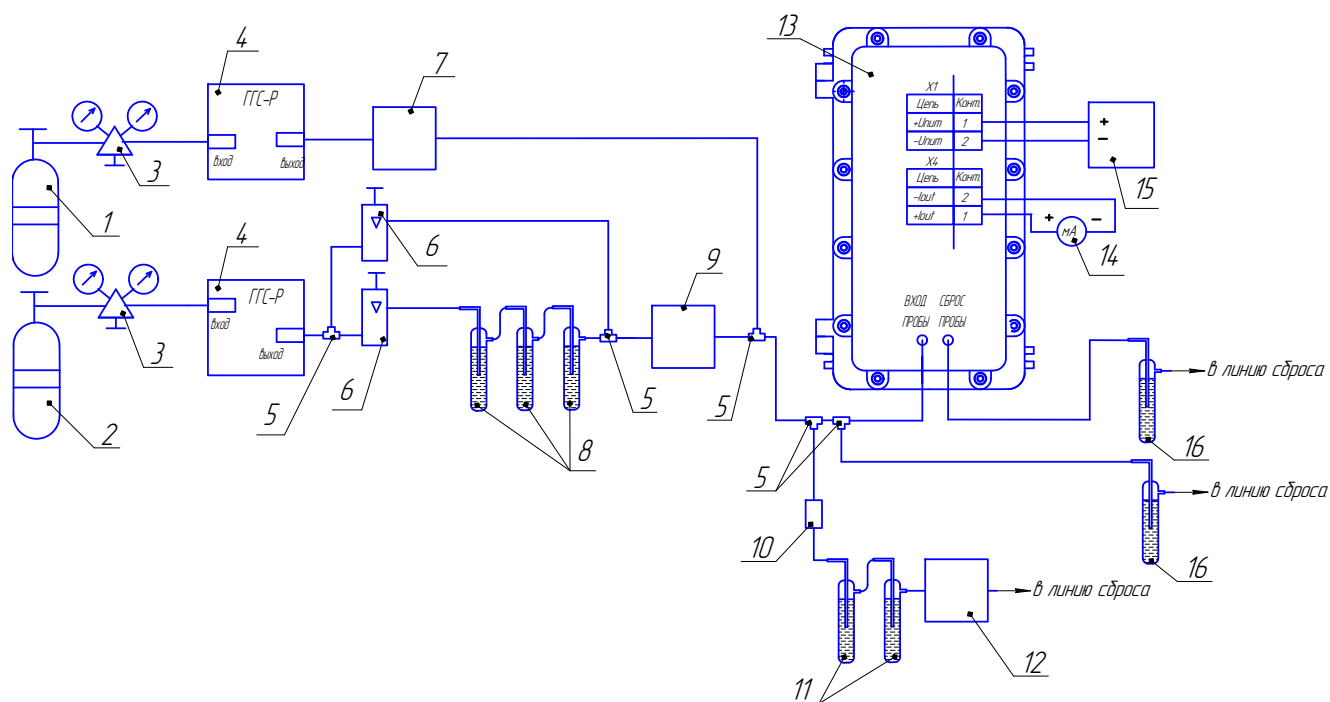 13
4
7
X1
Цепь Конт.
+Uпит 1
−Uпит 2
X4
Цепь Конт.
−Iout 2
+Iout 1
+
−
15
+ −
мА
14
ГГС-Р
вход
выход
3
1
6
4
ГГС-Р
вход
выход
3
9
ВХОД СБРОС
ПРОБЫ ПРОБЫ
2
5
6
8
5
5
5
в линию сброса
16
в линию сброса
16
10
в линию сброса
11
12